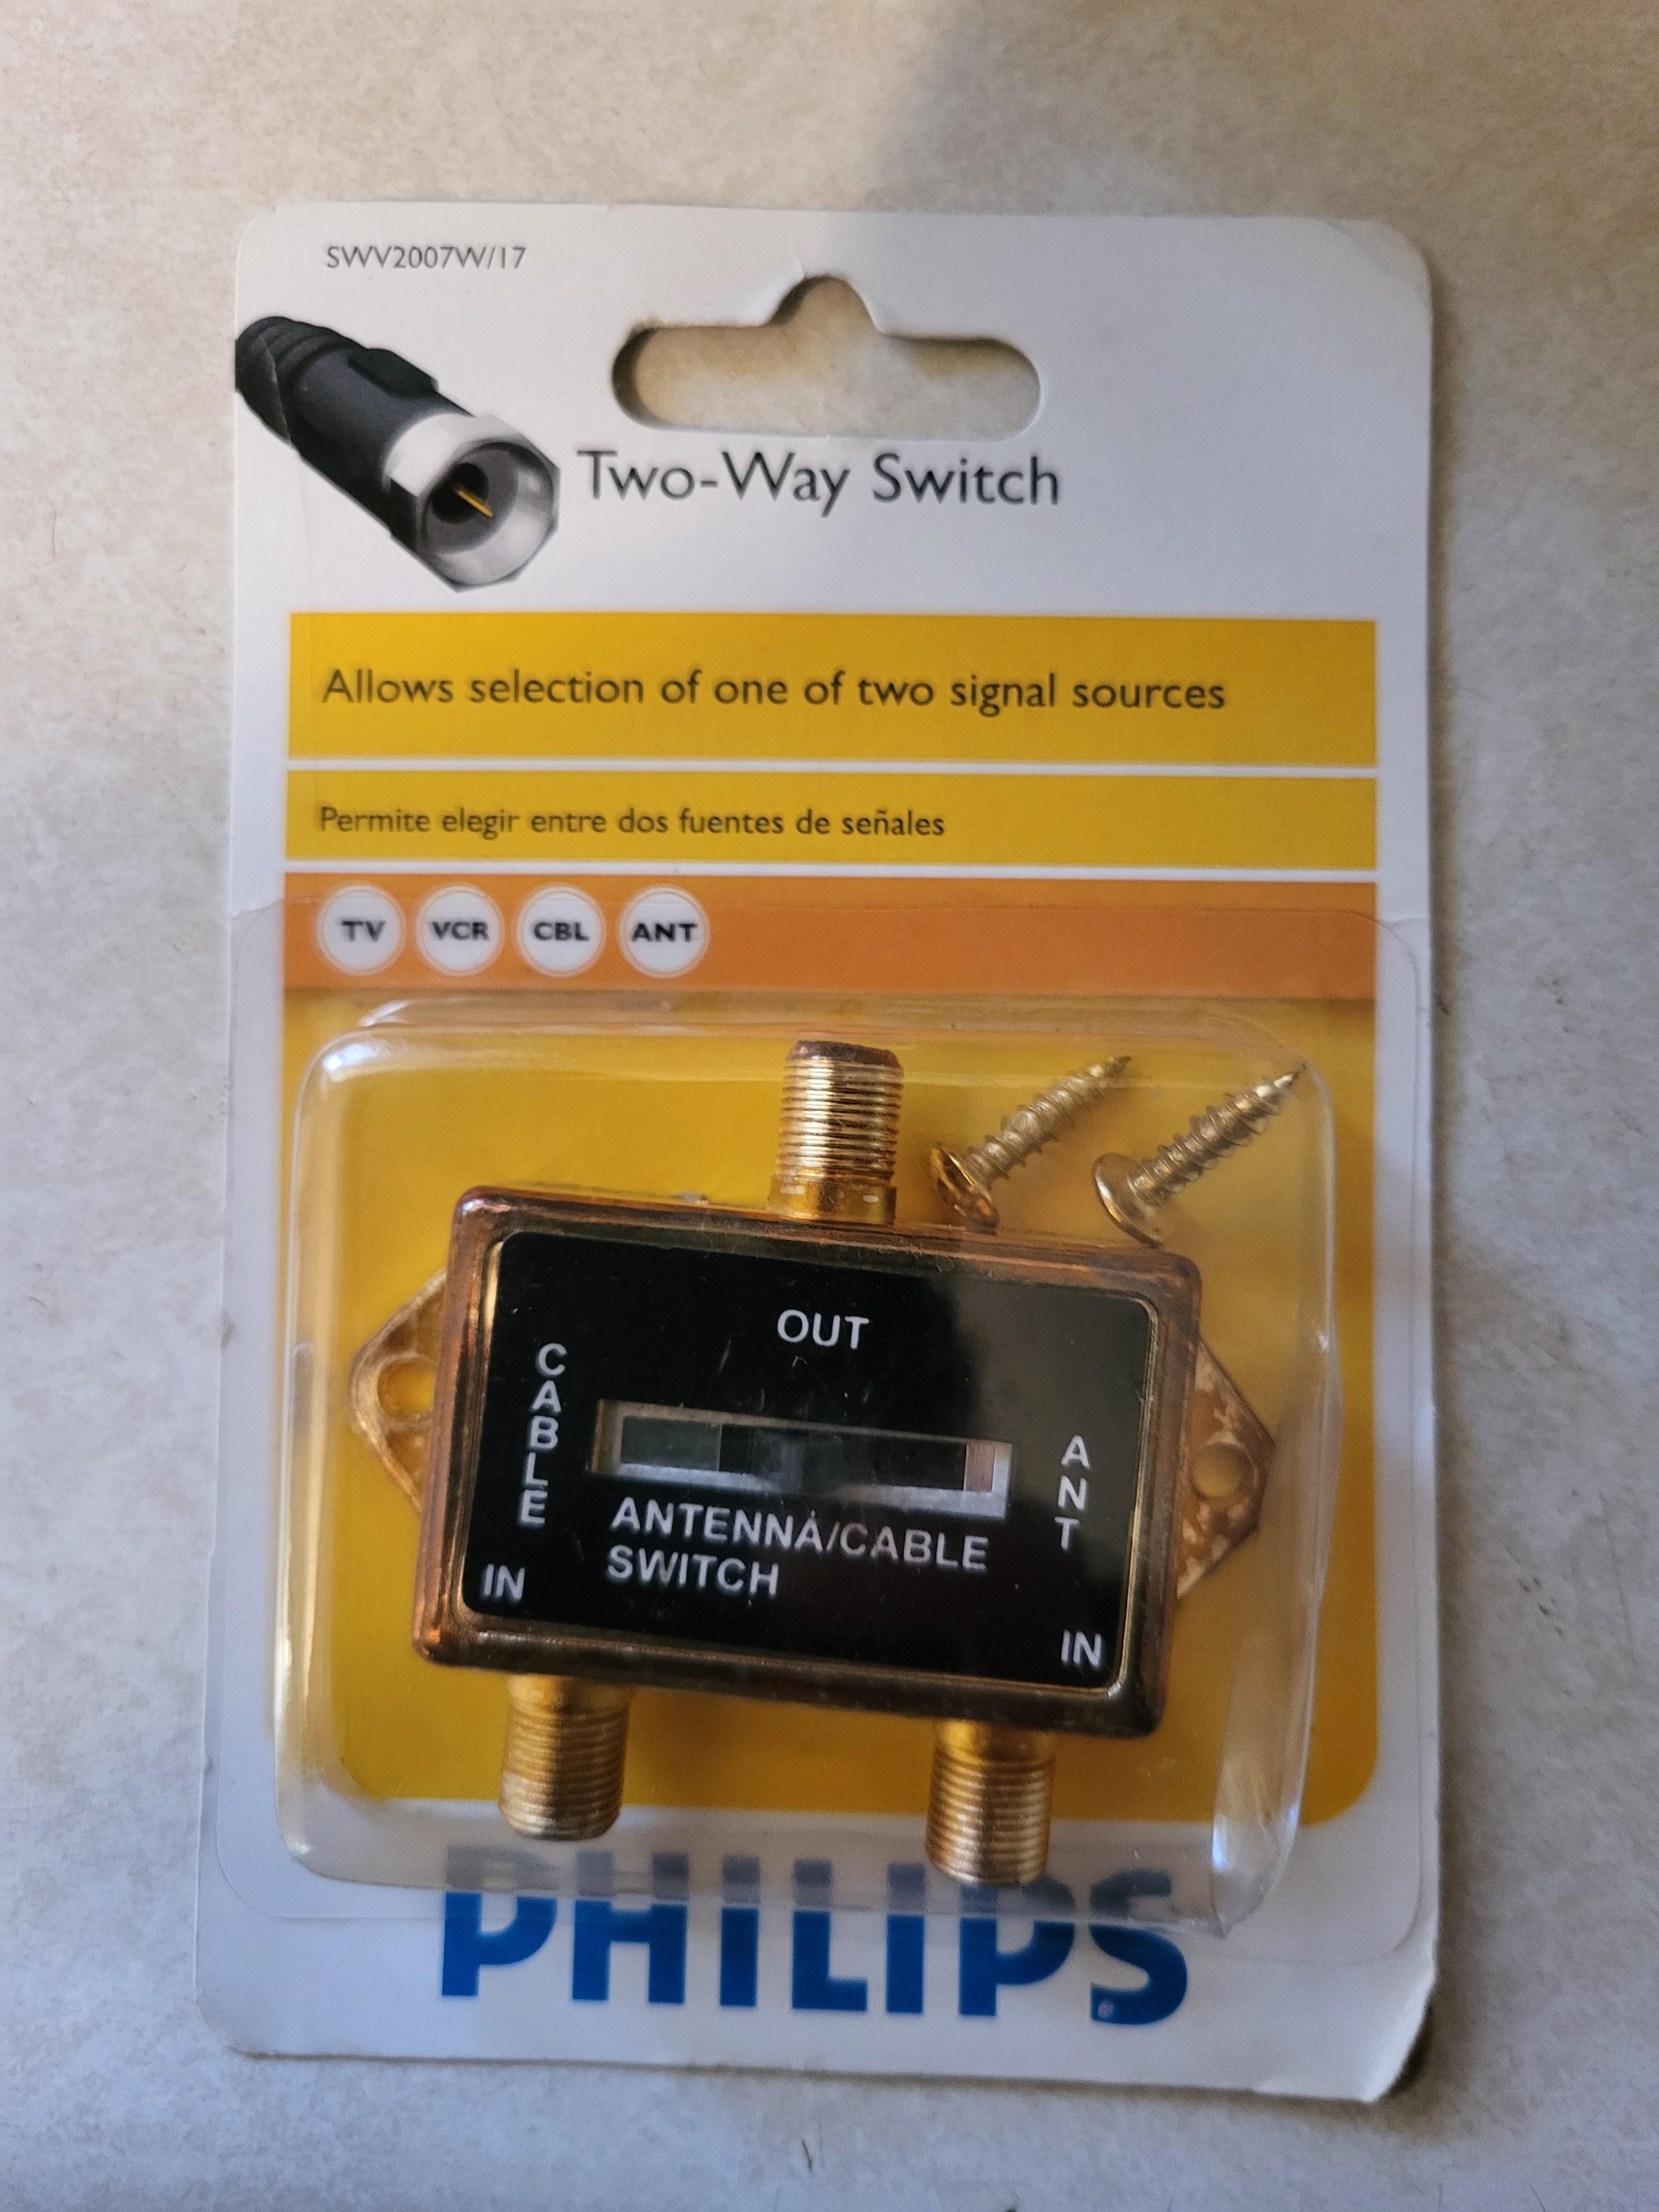 SWV2007W/17
Two-Way Switch
Allows selection of one of two signal sources
Permite elegir entre dos fuentes de señales
TV VCR CBL ANT
OUT
CABLE
ANT
ANTENNA/CABLE
SWITCH
IN
IN
PHILIPS